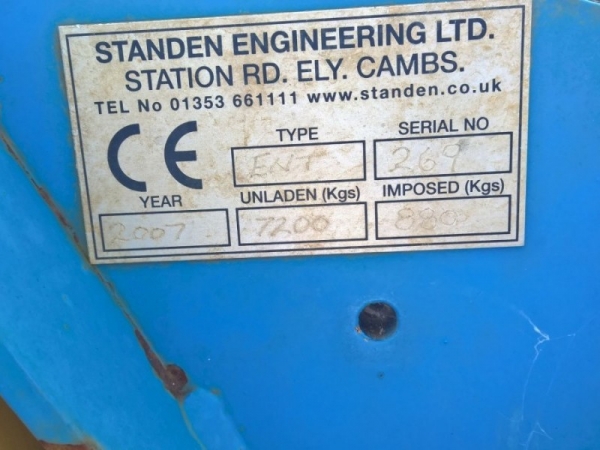 STANDEN ENGINEERING LTD.
STATION RD. ELY. CAMBS.
TEL No 01353 661111 www.standen.co.uk
CE
TYPE SERIAL NO
ENT 269
YEAR UNLADEN (Kgs) IMPOSED (Kgs)
2007 7200